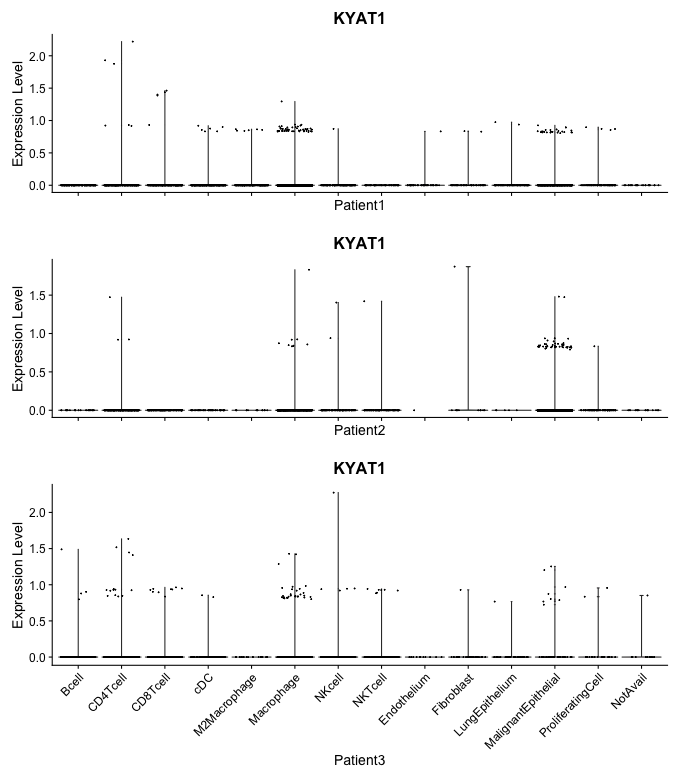 KYAT1
Expression Level
2.0
1.5
1.0
0.5
0.0
Patient1
KYAT1
Expression Level
1.5
1.0
0.5
0.0
Patient2
KYAT1
Expression Level
2.0
1.5
1.0
0.5
0.0
Bcell
CD4Tcell
CD8Tcell
cDC
M2Macrophage
Macrophage
NKcell
NKTcell
Endothelium
Fibroblast
LungEpithelium
MalignantEpithelial
ProliferatingCell
NotAvail
Patient3